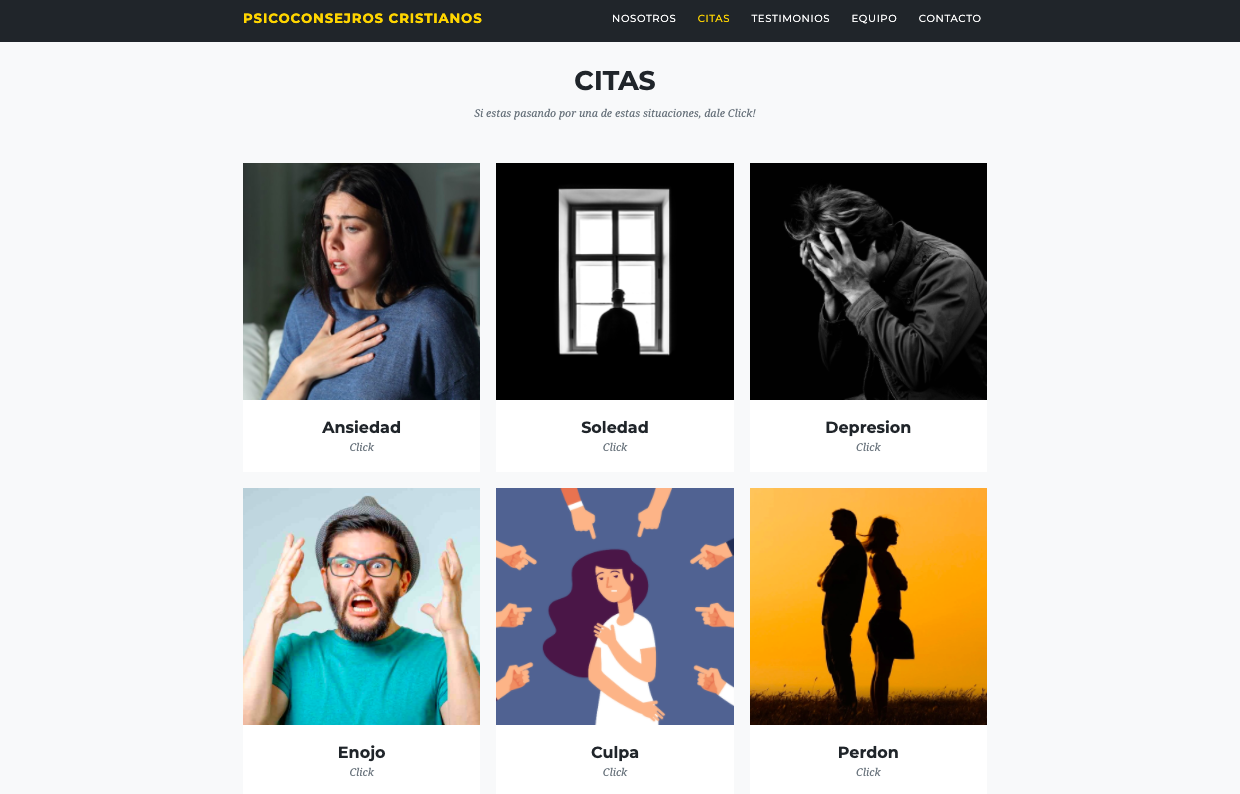 PSICOCONSEJROS CRISTIANOS
NOSOTROS CITAS TESTIMONIOS EQUIPO CONTACTO
CITAS
Si estas pasando por una de estas situaciones, dale Click!
Ansiedad
Click
Soledad
Click
Depresion
Click
Enojo
Click
Culpa
Click
Perdon
Click